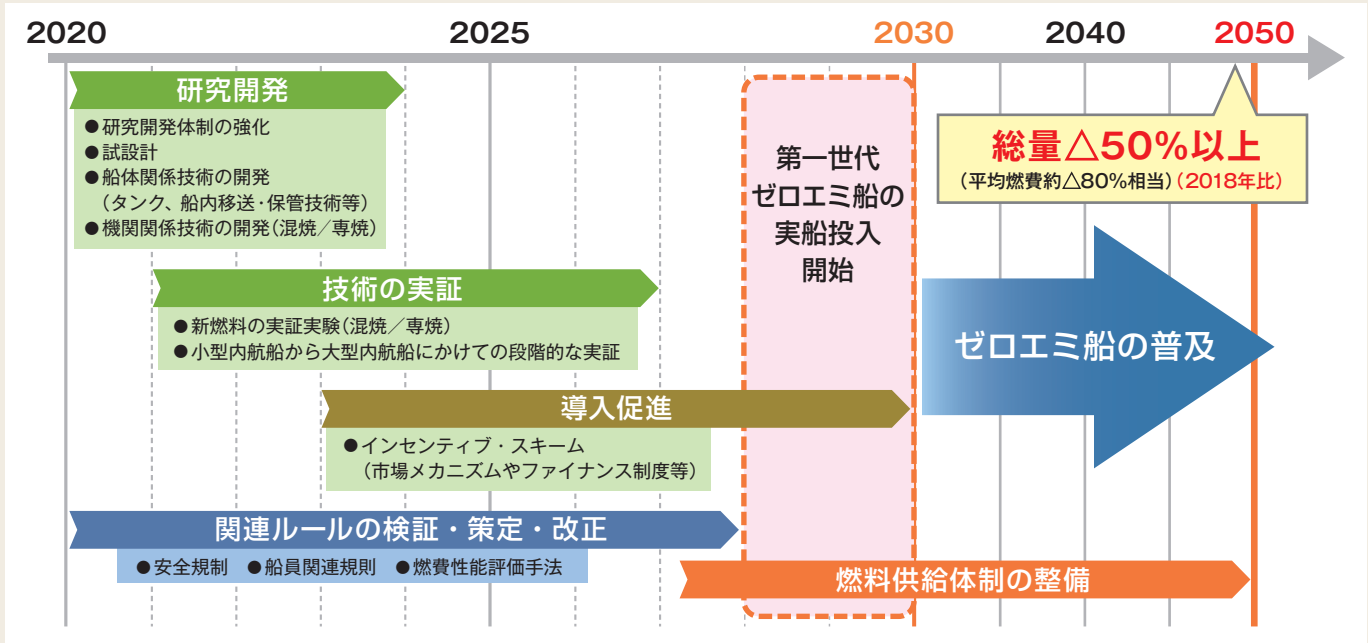 2020
2025
2030
2040
2050
研究開発
●研究開発体制の強化
●試設計
●船体関係技術の開発
（タンク、船内移送・保管技術等）
●機関関係技術の開発（混焼／専焼）
技術の実証
●新燃料の実証実験（混焼／専焼）
●小型内航船から大型内航船にかけての段階的な実証
導入促進
●インセンティブ・スキーム
（市場メカニズムやファイナンス制度等）
関連ルールの検証・策定・改正
●安全規制 ●船員関連規則 ●燃費性能評価手法
第一世代
ゼロエミ船の
実船投入
開始
総量△50%以上
（平均燃費約△80%相当）（2018年比）
ゼロエミ船の普及
燃料供給体制の整備